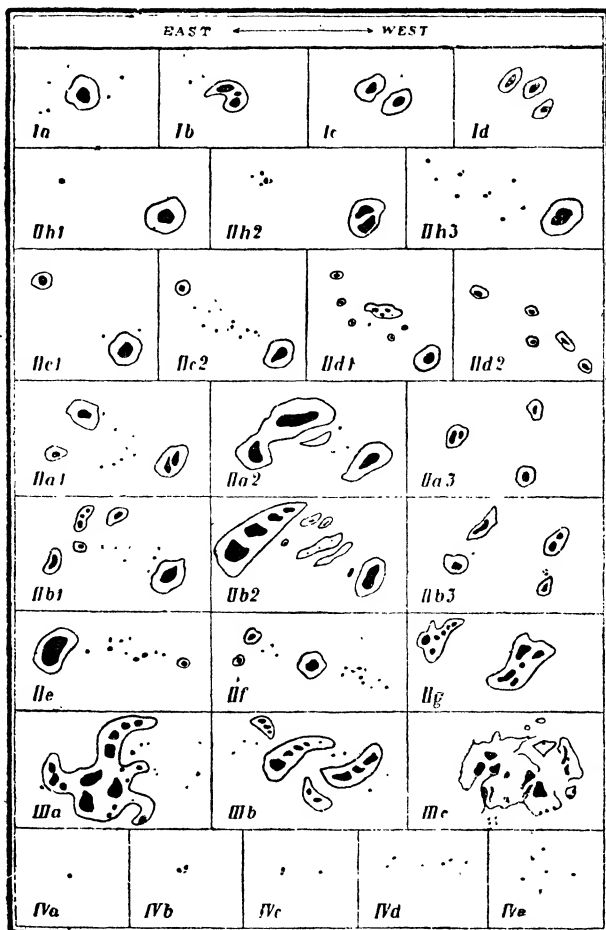 EAST ←→ WEST
Ia Ib Ic Id
IIh1 IIh2 IIh3
IIc1 IIc2 IId1 IId2
IIa1 IIa2 IIa3
IIb1 IIb2 IIb3
IIe IIf IIg
IIIa IIIb IIIc
IVa IVb IVc IVd IVe